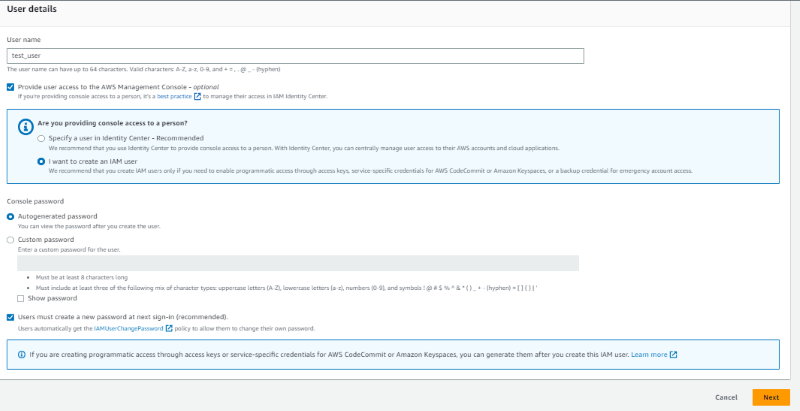 User details
User name
test_user
The user name can have up to 64 characters. Valid characters: A-Z, a-z, 0-9, and + = , . @ _ - (hyphen)
Provide user access to the AWS Management Console - optional
If you're providing console access to a person, it's a best practice to manage their access in IAM Identity Center.
Are you providing console access to a person?
Specify a user in Identity Center - Recommended
We recommend that you use Identity Center to provide console access to a person. With Identity Center, you can centrally manage user access to their AWS accounts and cloud applications.
I want to create an IAM user
We recommend that you create IAM users only if you need to enable programmatic access through access keys, service-specific credentials for AWS CodeCommit or Amazon Keyspaces, or a backup credential for emergency account access.
Console password
Autogenerated password
You can view the password after you create the user.
Custom password
Enter a custom password for the user.
• Must be at least 8 characters long
• Must include at least three of the following mix of character types: uppercase letters (A-Z), lowercase letters (a-z), numbers (0-9), and symbols ! @ # $ % ^ & * ( ) _ + - (hyphen) = [ ] { } | '
Show password
Users must create a new password at next sign-in (recommended).
Users automatically get the IAMUserChangePassword policy to allow them to change their own password.
If you are creating programmatic access through access keys or service-specific credentials for AWS CodeCommit or Amazon Keyspaces, you can generate them after you create this IAM user. Learn more
Cancel
Next